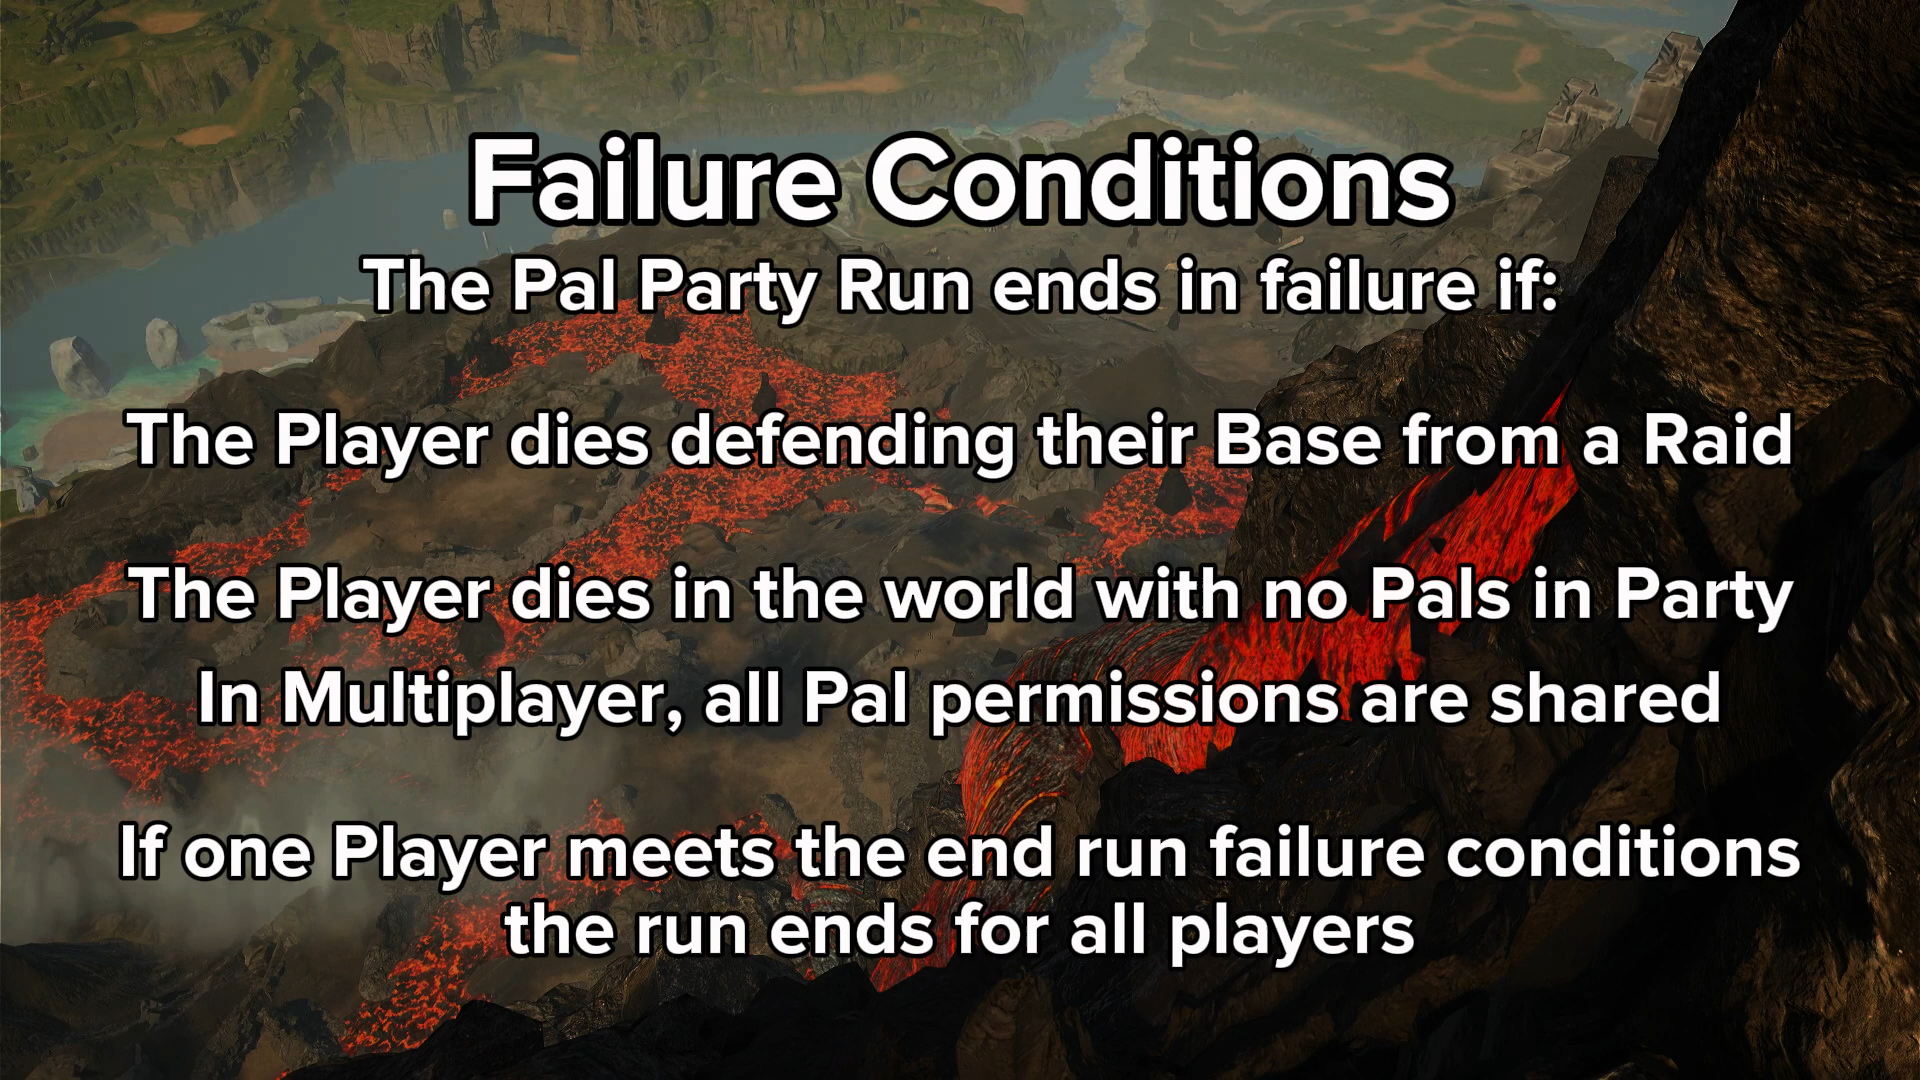 Failure Conditions
The Pal Party Run ends in failure if:
The Player dies defending their Base from a Raid
The Player dies in the world with no Pals in Party
In Multiplayer, all Pal permissions are shared
If one Player meets the end run failure conditions
the run ends for all players